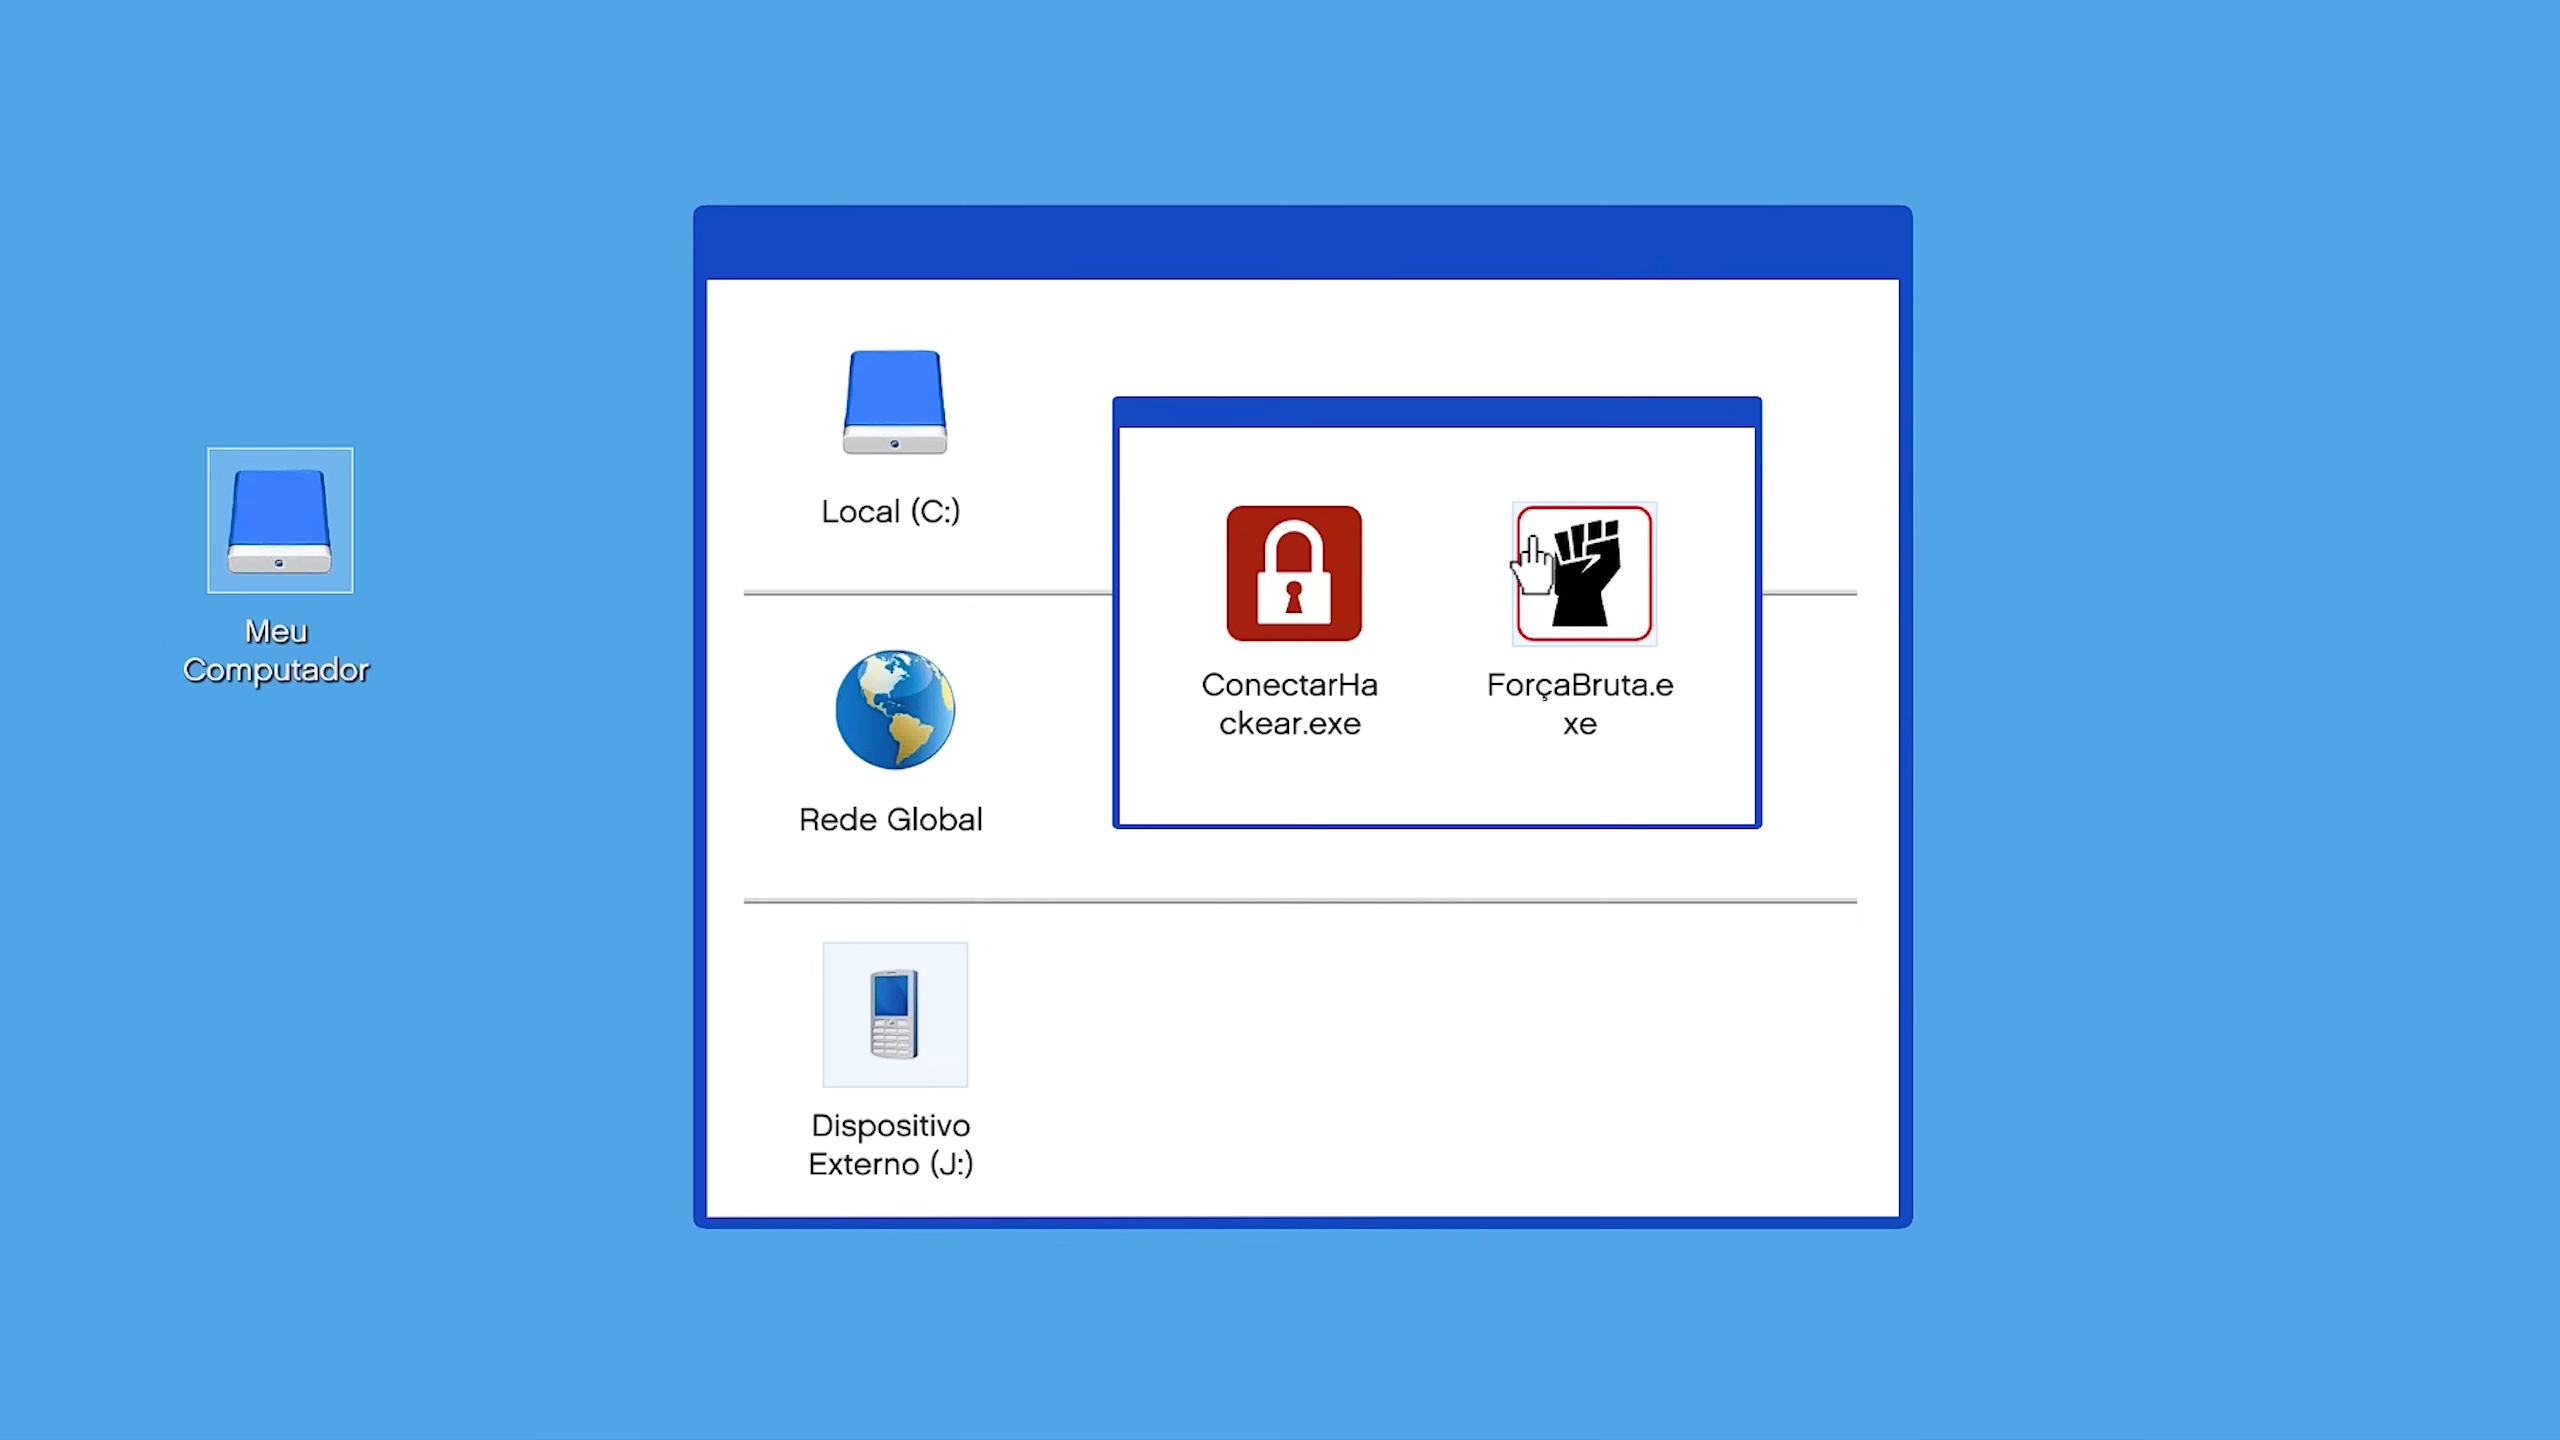 Meu
Computador
Local (C:)
Rede Global
Dispositivo
Externo (J:)
ConectarHa
ckear.exe
ForçaBruta.e
xe